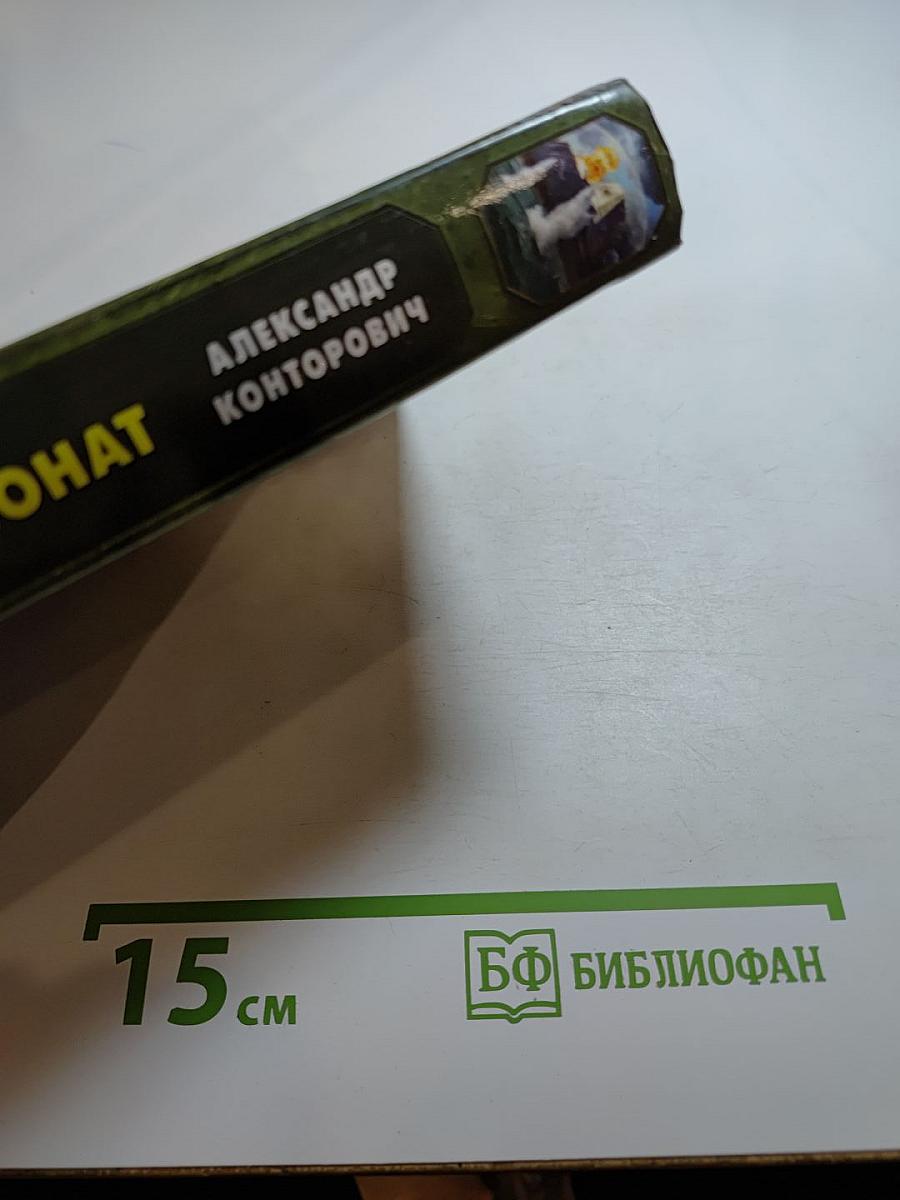 АЛЕКСАНДР
КОНТОРОВИЧ
ОНАТ
15 см
БФ БИБЛИОФАН